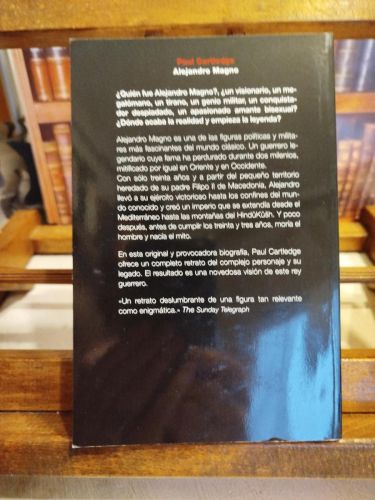 Paul Cartledge
Alejandro Magno
¿Quién fue Alejandro Magno?, ¿un visionario, un me-
galómano, un tirano, un genio militar, un conquista-
dor despiadado, un apasionado amante bisexual?
¿Dónde acaba la realidad y empieza la leyenda?
Alejandro Magno es una de las figuras políticas y milita-
res más fascinantes del mundo clásico. Un guerrero le-
gendario cuya fama ha perdurado durante dos milenios,
mitificado por igual en Oriente y en Occidente.
Con sólo treinta años y a partir del pequeño territorio
heredado de su padre Filipo II de Macedonia, Alejandro
llevó a su ejército victorioso hasta los confines del mun-
do conocido y creó un imperio que se extendía desde el
Mediterráneo hasta las montañas del HindūKūšh. Y poco
después, antes de cumplir los treinta y tres años, moría el
hombre y nacía el mito.
En este original y provocadora biografía, Paul Cartledge
ofrece un completo retrato del complejo personaje y su
legado. El resultado es una novedosa visión de este rey
guerrero.
«Un retrato deslumbrante de una figura tan relevante
como enigmática.» The Sunday Telegraph